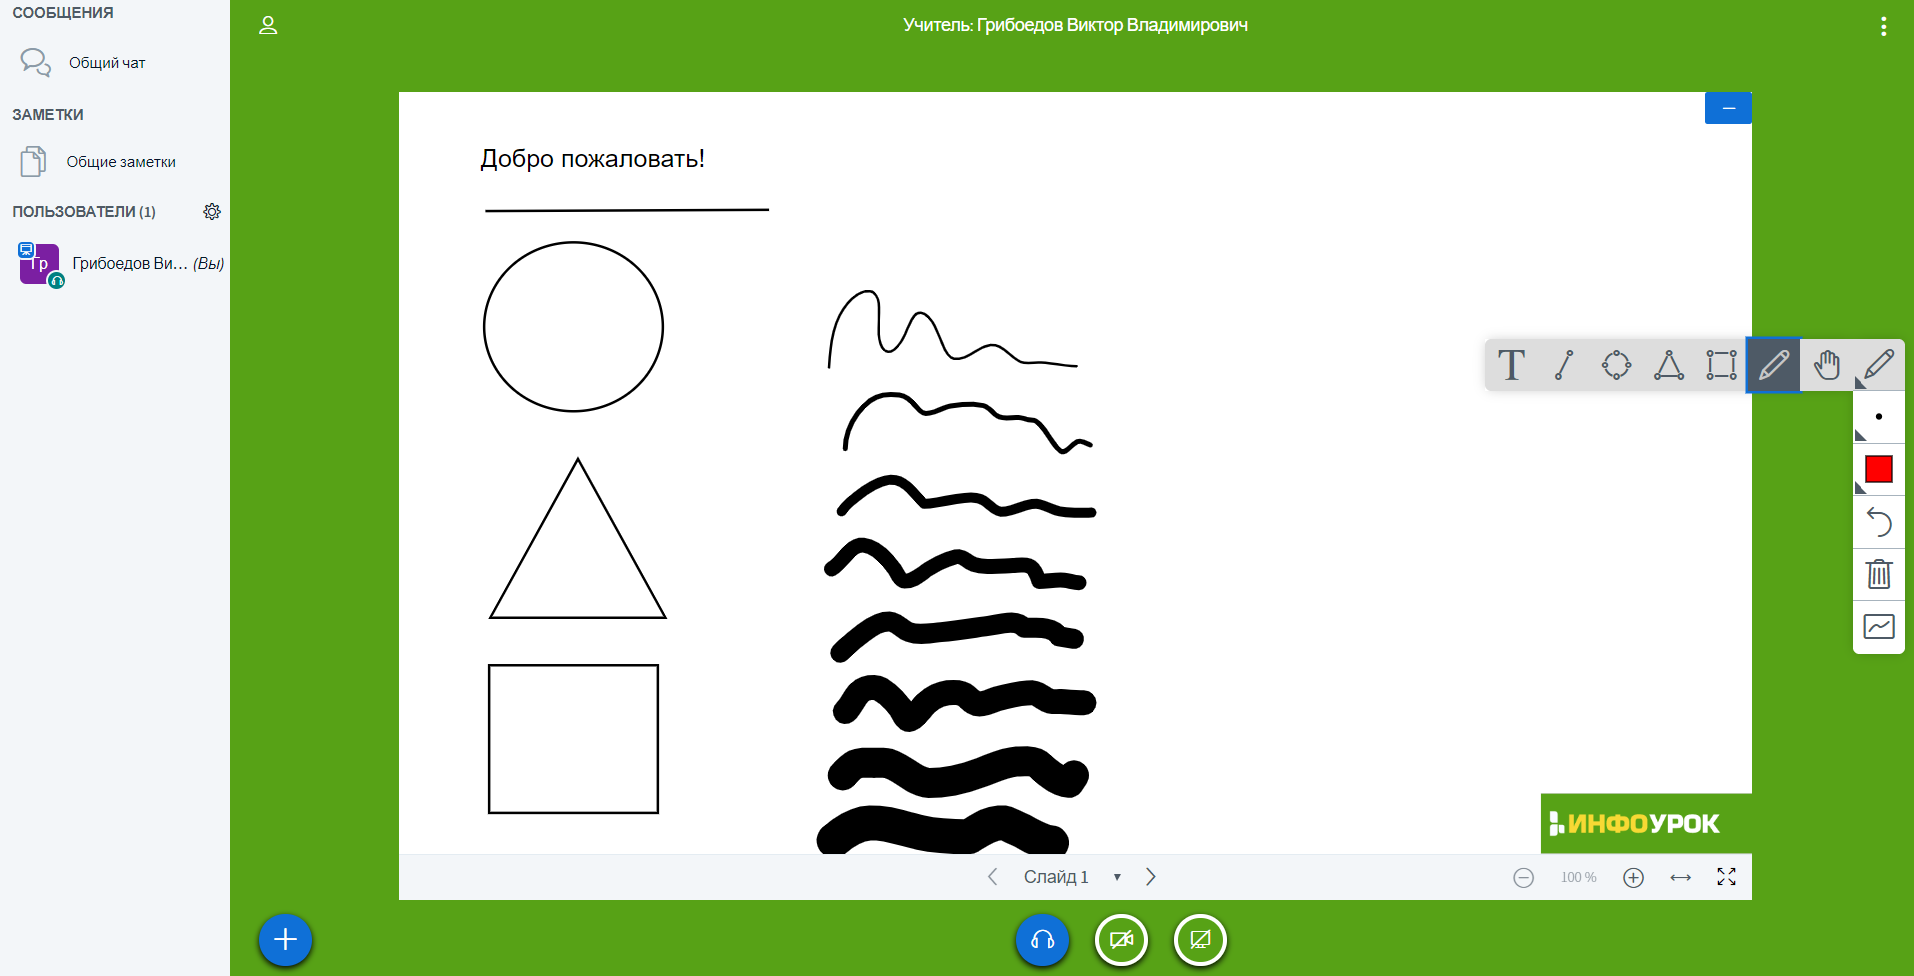 СООБЩЕНИЯ
Общий чат
ЗАМЕТКИ
Общие заметки
ПОЛЬЗОВАТЕЛИ (1)
Гр
Грибоедов Ви... (Вы)
Учитель: Грибоедов Виктор Владимирович
Добро пожаловать!
T
ИНФОУРОК
Слайд 1
100 %